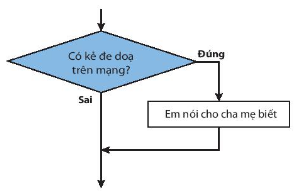 Có kẻ đe doạ
trên mạng?
Đúng
Sai
Em nói cho cha mẹ biết